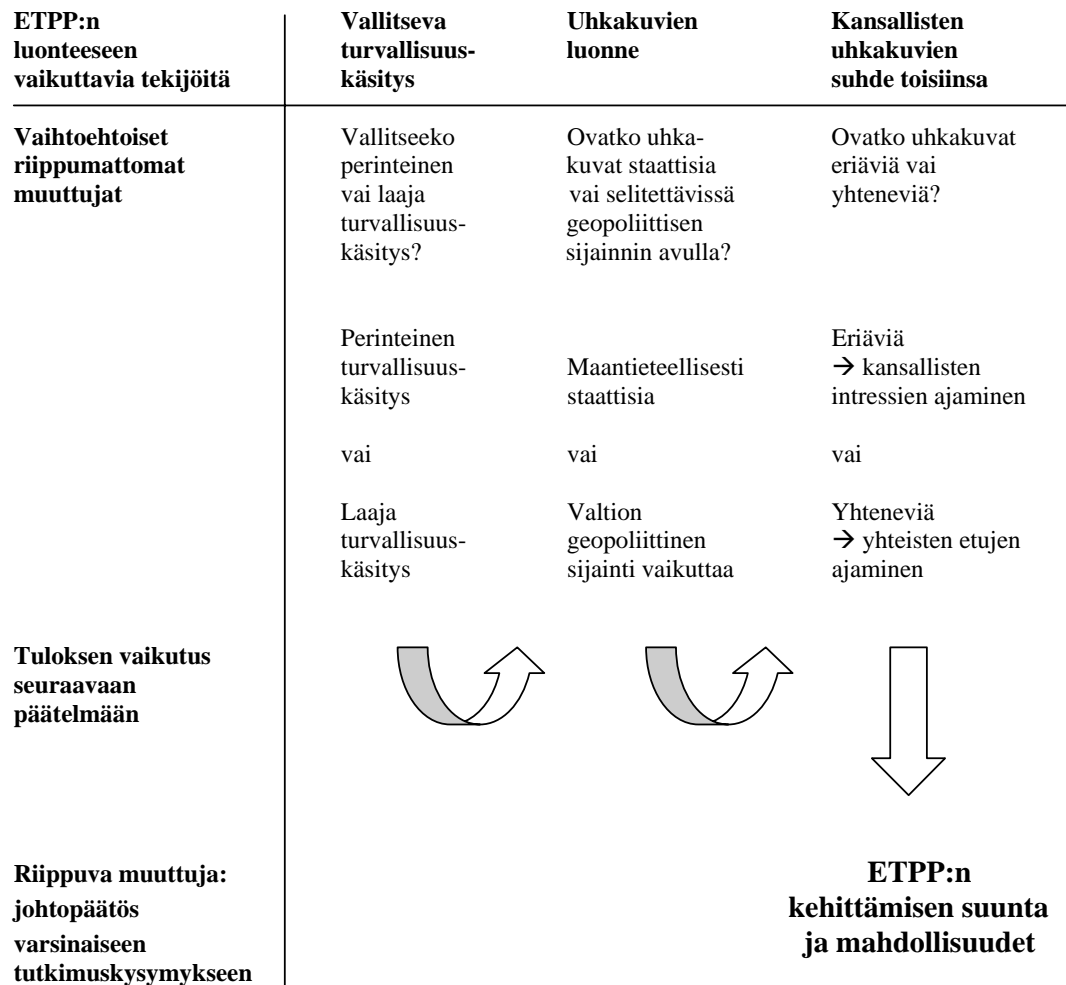 ETPP:n
luonteeseen
vaikuttavia tekijöitä
Vallitseva
turvallisuus-
käsitys
Uhkakuvien
luonne
Kansallisten
uhkakuvien
suhde toisiinsa
Vaihtoehtoiset
riippumattomat
muuttujat
Vallitseeko
perinteinen
vai laaja
turvallisuus-
käsitys?
Ovatko uhka-
kuvat staattisia
vai selitettävissä
geopoliittisen
sijainnin avulla?
Ovatko uhkakuvat
eriäviä vai
yhteneviä?
Perinteinen
turvallisuus-
käsitys
Maantieteellisesti
staattisia
Eriäviä
→ kansallisten
intressien ajaminen
vai
vai
vai
Laaja
turvallisuus-
käsitys
Valtion
geopoliittinen
sijainti vaikuttaa
Yhteneviä
→ yhteisten etujen
ajaminen
Tuloksen vaikutus
seuraavaan
päätelmään
Riippuva muuttuja:
johtopäätös
varsinaiseen
tutkimuskysymykseen
ETPP:n
kehittämisen suunta
ja mahdollisuudet